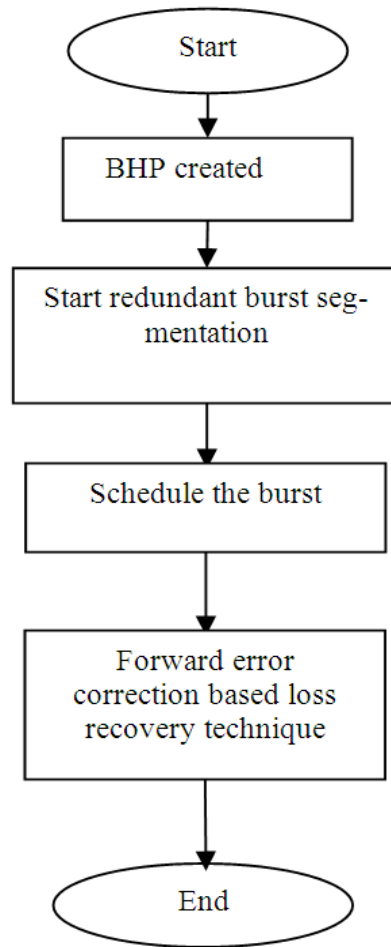 Start
BHP created
Start redundant burst seg-
mentation
Schedule the burst
Forward error
correction based loss
recovery technique
End